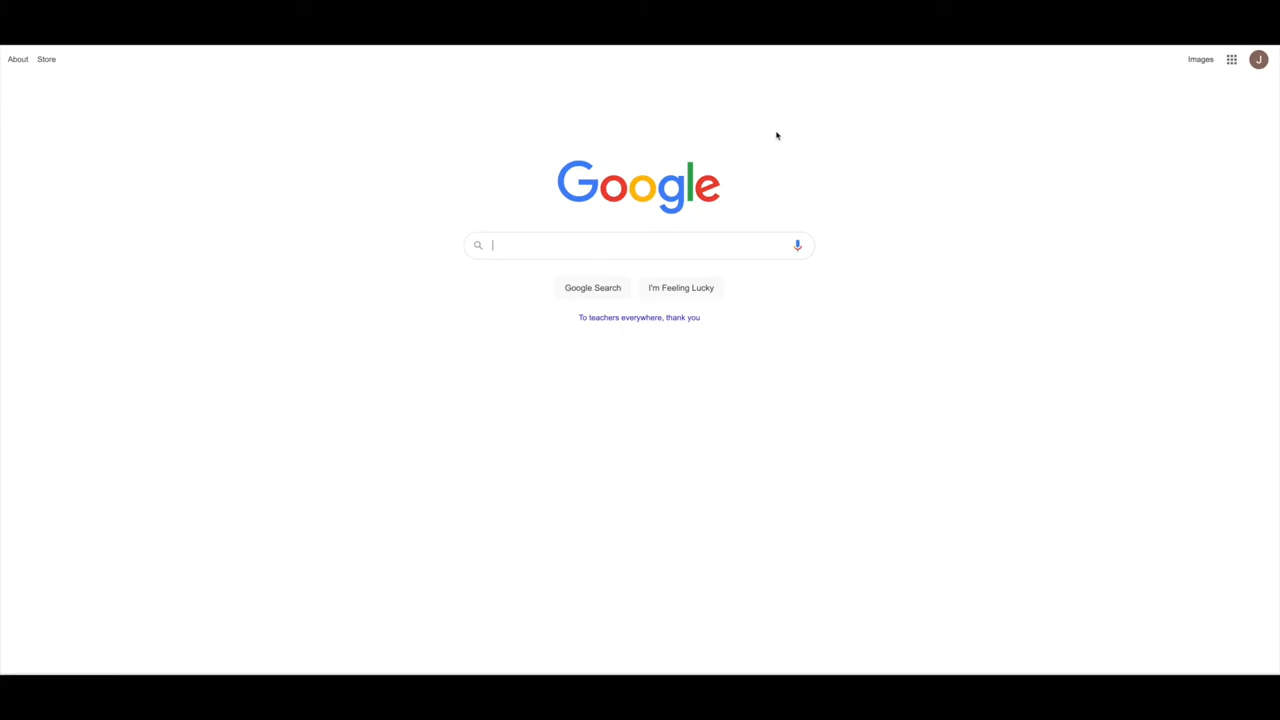 About Store Images J
Google
Google Search I'm Feeling Lucky
To teachers everywhere, thank you